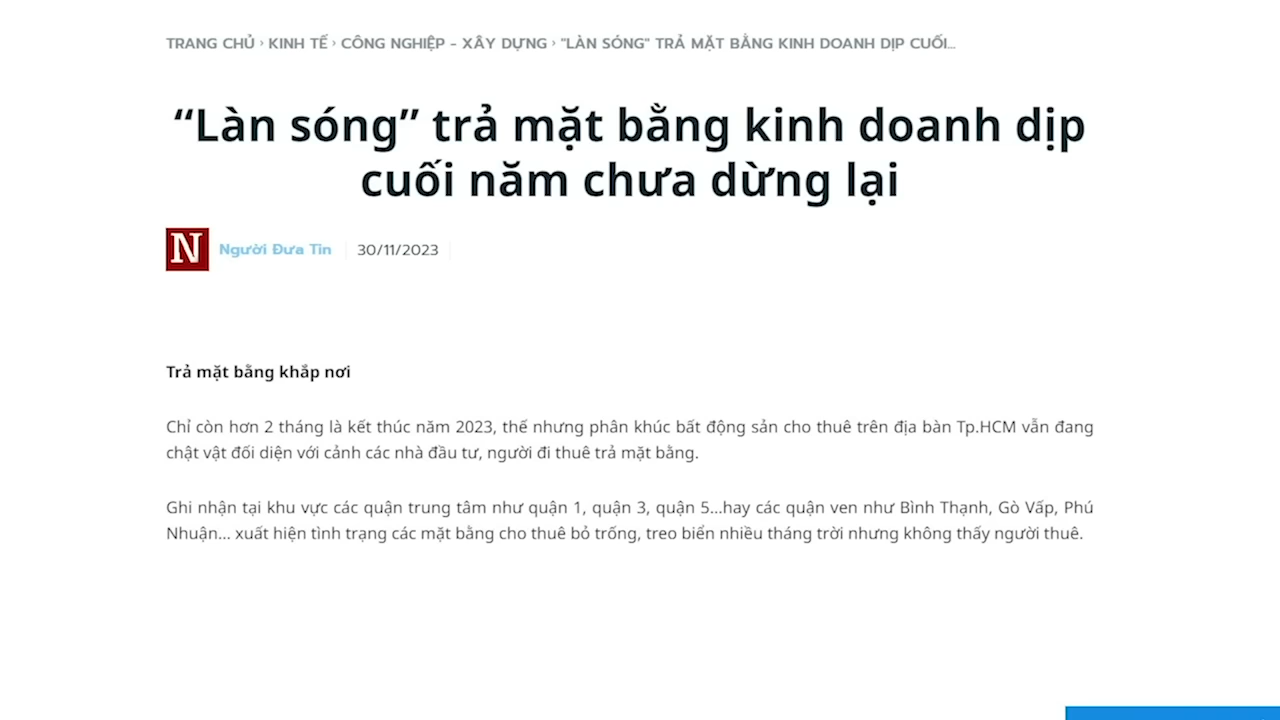 TRANG CHỦ › KINH TẾ › CÔNG NGHIỆP - XÂY DỰNG › "LÀN SÓNG" TRẢ MẶT BẰNG KINH DOANH DỊP CUỐI...
“Làn sóng” trả mặt bằng kinh doanh dịp
cuối năm chưa dừng lại
N Người Đưa Tin 30/11/2023
Trả mặt bằng khắp nơi
Chỉ còn hơn 2 tháng là kết thúc năm 2023, thế nhưng phân khúc bất động sản cho thuê trên địa bàn Tp.HCM vẫn đang
chật vật đối diện với cảnh các nhà đầu tư, người đi thuê trả mặt bằng.
Ghi nhận tại khu vực các quận trung tâm như quận 1, quận 3, quận 5...hay các quận ven như Bình Thạnh, Gò Vấp, Phú
Nhuận... xuất hiện tình trạng các mặt bằng cho thuê bỏ trống, treo biển nhiều tháng trời nhưng không thấy người thuê.